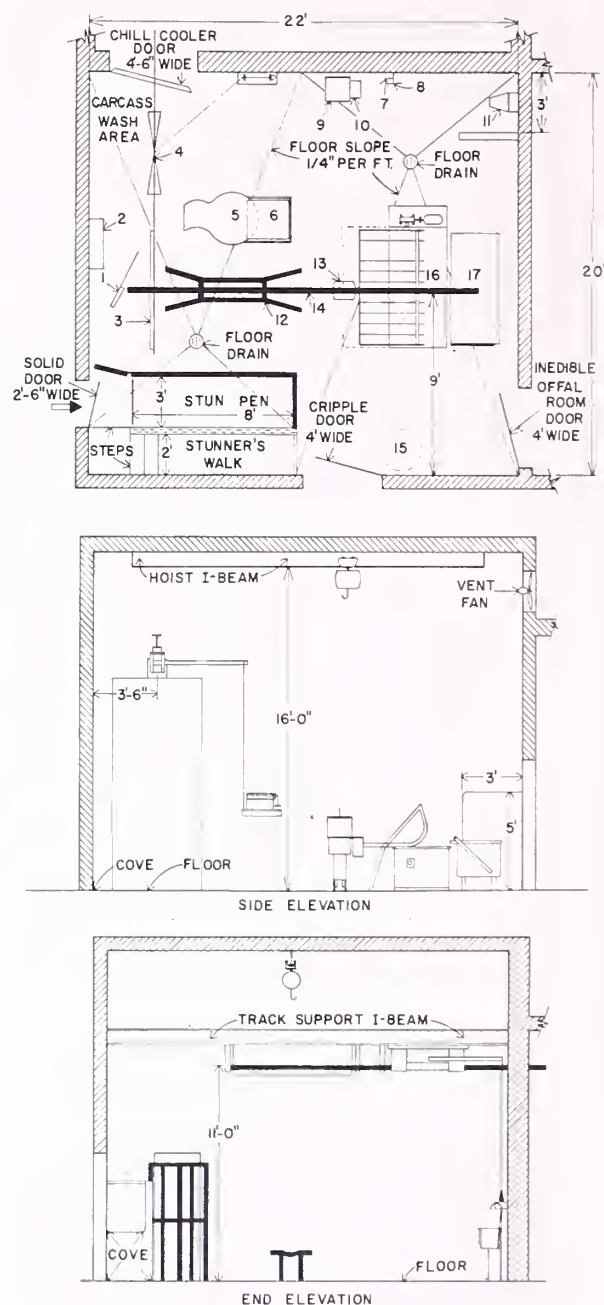 22'
CHILL COOLER
DOOR
4'-6" WIDE
CARCASS
WASH
AREA
4
9
10
7
8
11
3'
FLOOR SLOPE
1/4" PER FT.
FLOOR
DRAIN
2
5
6
20'
1
3
13
14
12
16
17
FLOOR
DRAIN
SOLID
DOOR
2'-6" WIDE
3'
STUN PEN
8'
CRIPPLE
DOOR
4' WIDE
9'
INEDIBLE
OFFAL
ROOM
DOOR
4' WIDE
STEPS
2'
STUNNER'S
WALK
15
HOIST I-BEAM
VENT
FAN
3'-6"
16'-0"
3'
5'
COVE
FLOOR
SIDE ELEVATION
TRACK SUPPORT I-BEAM
11'-0"
COVE
FLOOR
END ELEVATION